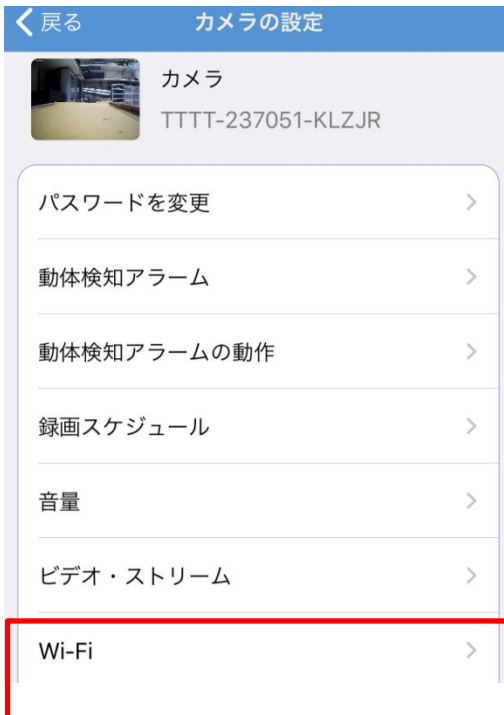 戻る
カメラの設定
カメラ
TTTT-237051-KLZJR
パスワードを変更
動体検知アラーム
動体検知アラームの動作
録画スケジュール
音量
ビデオ・ストリーム
Wi-Fi